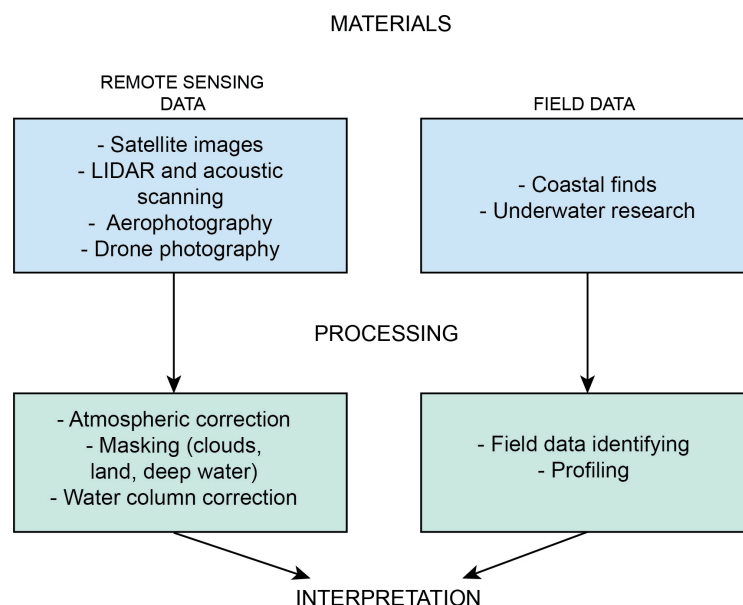 MATERIALS
REMOTE SENSING
DATA
- Satellite images
- LIDAR and acoustic
scanning
- Aerophotography
- Drone photography
FIELD DATA
- Coastal finds
- Underwater research
PROCESSING
- Atmospheric correction
- Masking (clouds,
land, deep water)
- Water column correction
- Field data identifying
- Profiling
INTERPRETATION